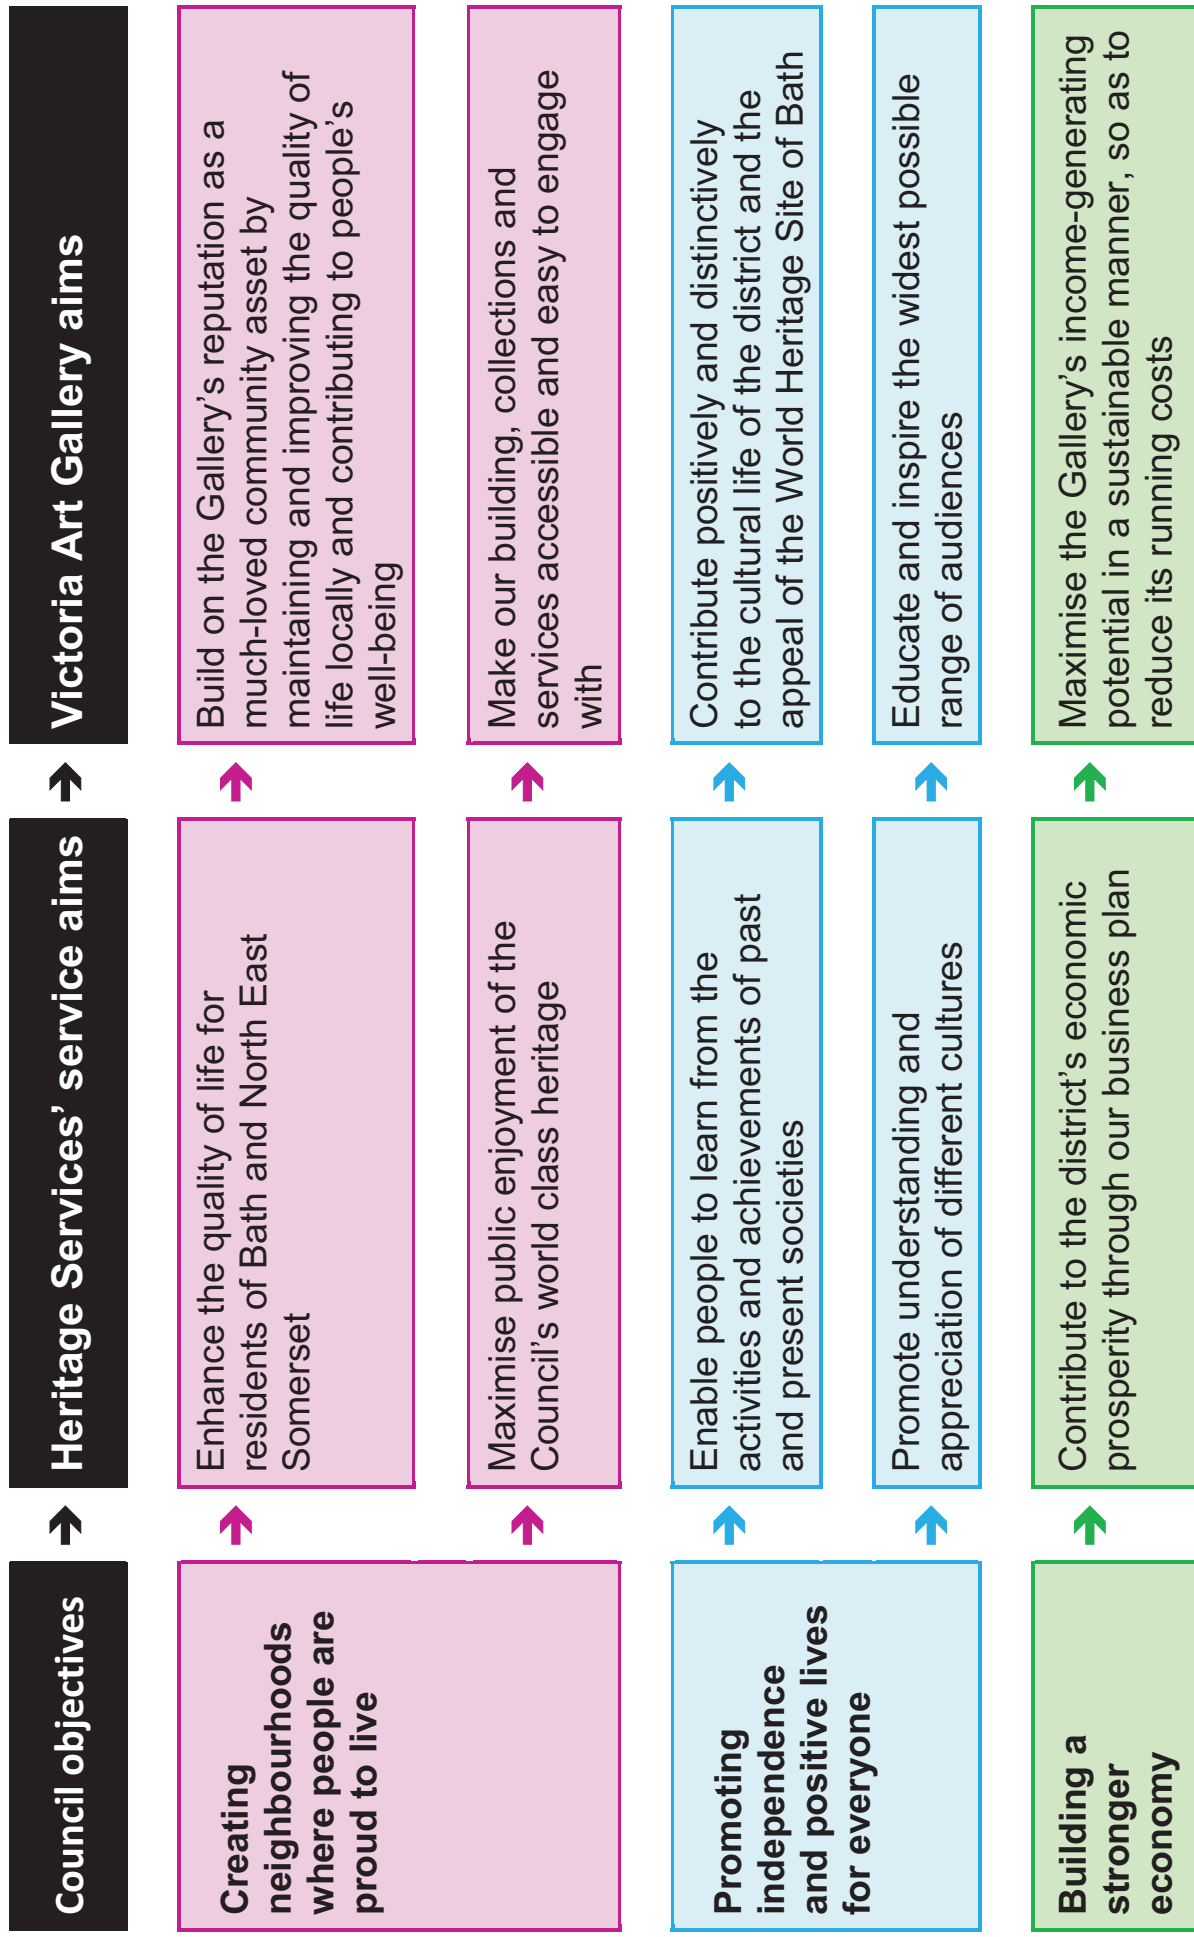 Council objectives
Heritage Services’ service aims
Victoria Art Gallery aims
Creating
neighbourhoods
where people are
proud to live
Enhance the quality of life for
residents of Bath and North East
Somerset
Build on the Gallery’s reputation as a
much-loved community asset by
maintaining and improving the quality of
life locally and contributing to people’s
well-being
Maximise public enjoyment of the
Council’s world class heritage
Make our building, collections and
services accessible and easy to engage
with
Promoting
independence
and positive lives
for everyone
Enable people to learn from the
activities and achievements of past
and present societies
Contribute positively and distinctively
to the cultural life of the district and the
appeal of the World Heritage Site of Bath
Promote understanding and
appreciation of different cultures
Educate and inspire the widest possible
range of audiences
Building a
stronger
economy
Contribute to the district’s economic
prosperity through our business plan
Maximise the Gallery’s income-generating
potential in a sustainable manner, so as to
reduce its running costs